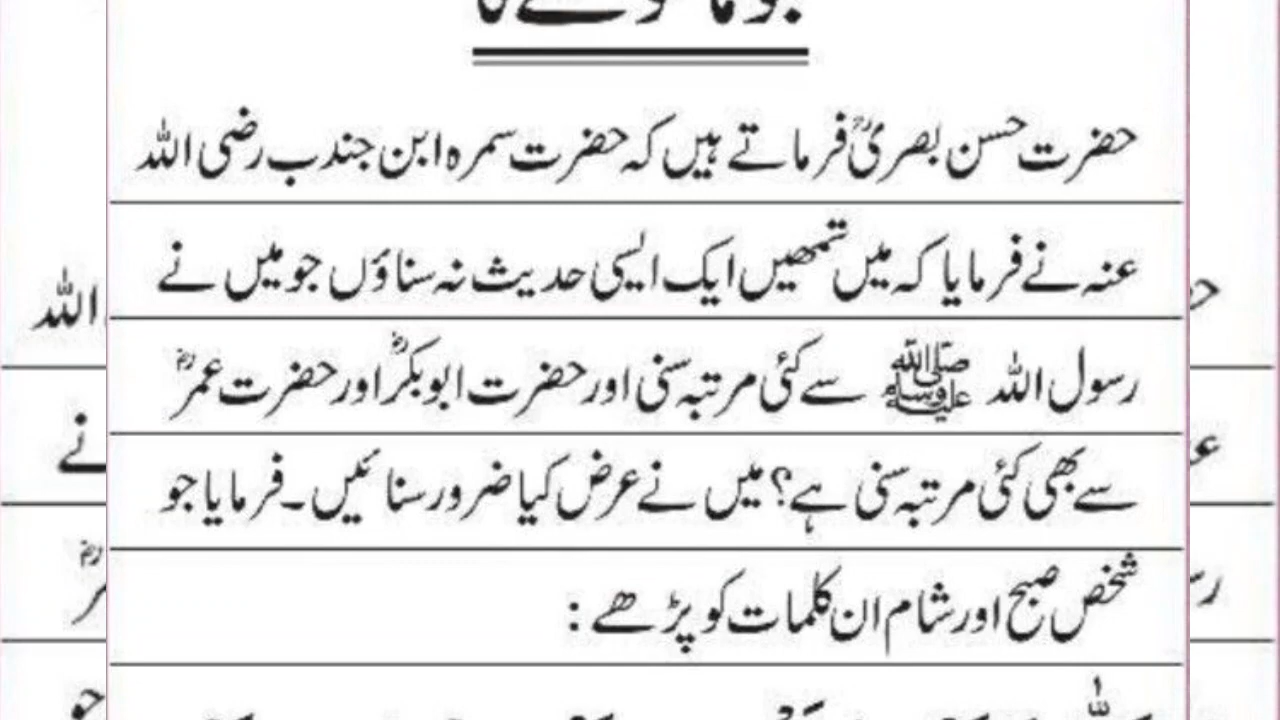 حضرت حسن بصریؒ فرماتے ہیں کہ حضرت سمرہ ابن جندب رضی اللہ
عنہ نے فرمایا کہ میں تمھیں ایک ایسی حدیث نہ سناؤں جو میں نے
رسول اللہ ﷺ سے کئی مرتبہ سنی اور حضرت ابوبکرؓ اور حضرت عمرؓ
سے بھی کئی مرتبہ سنی ہے؟ میں نے عرض کیا ضرور سنائیں۔ فرمایا جو
شخص صبح اور شام ان کلمات کو پڑھے :